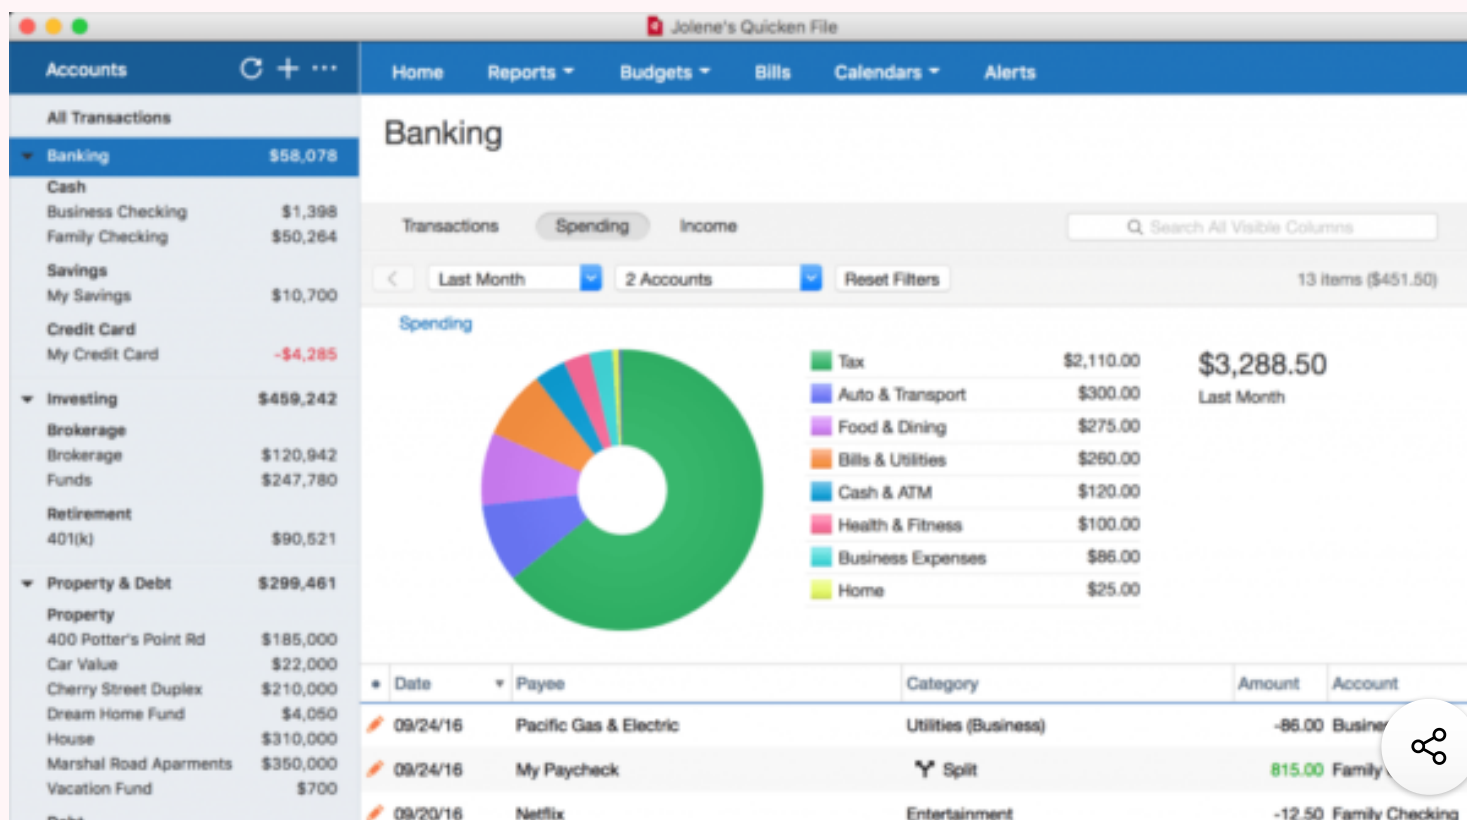 Jolene's Quicken File
Accounts
Home Reports Budgets Bills Calendars Alerts
All Transactions
Banking $58,078
Cash
Business Checking $1,398
Family Checking $50,264
Savings
My Savings $10,700
Credit Card
My Credit Card -$4,285
Investing $459,242
Brokerage
Brokerage $120,942
Funds $247,780
Retirement
401(k) $90,521
Property & Debt $299,461
Property
400 Potter's Point Rd $185,000
Car Value $22,000
Cherry Street Duplex $210,000
Dream Home Fund $4,050
House $310,000
Marshal Road Aparments $350,000
Vacation Fund $700
Debt
Banking
Transactions Spending Income Search All Visible Columns
Last Month 2 Accounts Reset Filters 13 items ($451.50)
Spending
Tax $2,110.00
Auto & Transport $300.00
Food & Dining $275.00
Bills & Utilities $260.00
Cash & ATM $120.00
Health & Fitness $100.00
Business Expenses $86.00
Home $25.00
$3,288.50
Last Month
Date Payee Category Amount Account
09/24/16 Pacific Gas & Electric Utilities (Business) -86.00
09/24/16 My Paycheck Split 815.00 Family
09/20/16 Netflix Entertainment -12.50 Family Checking